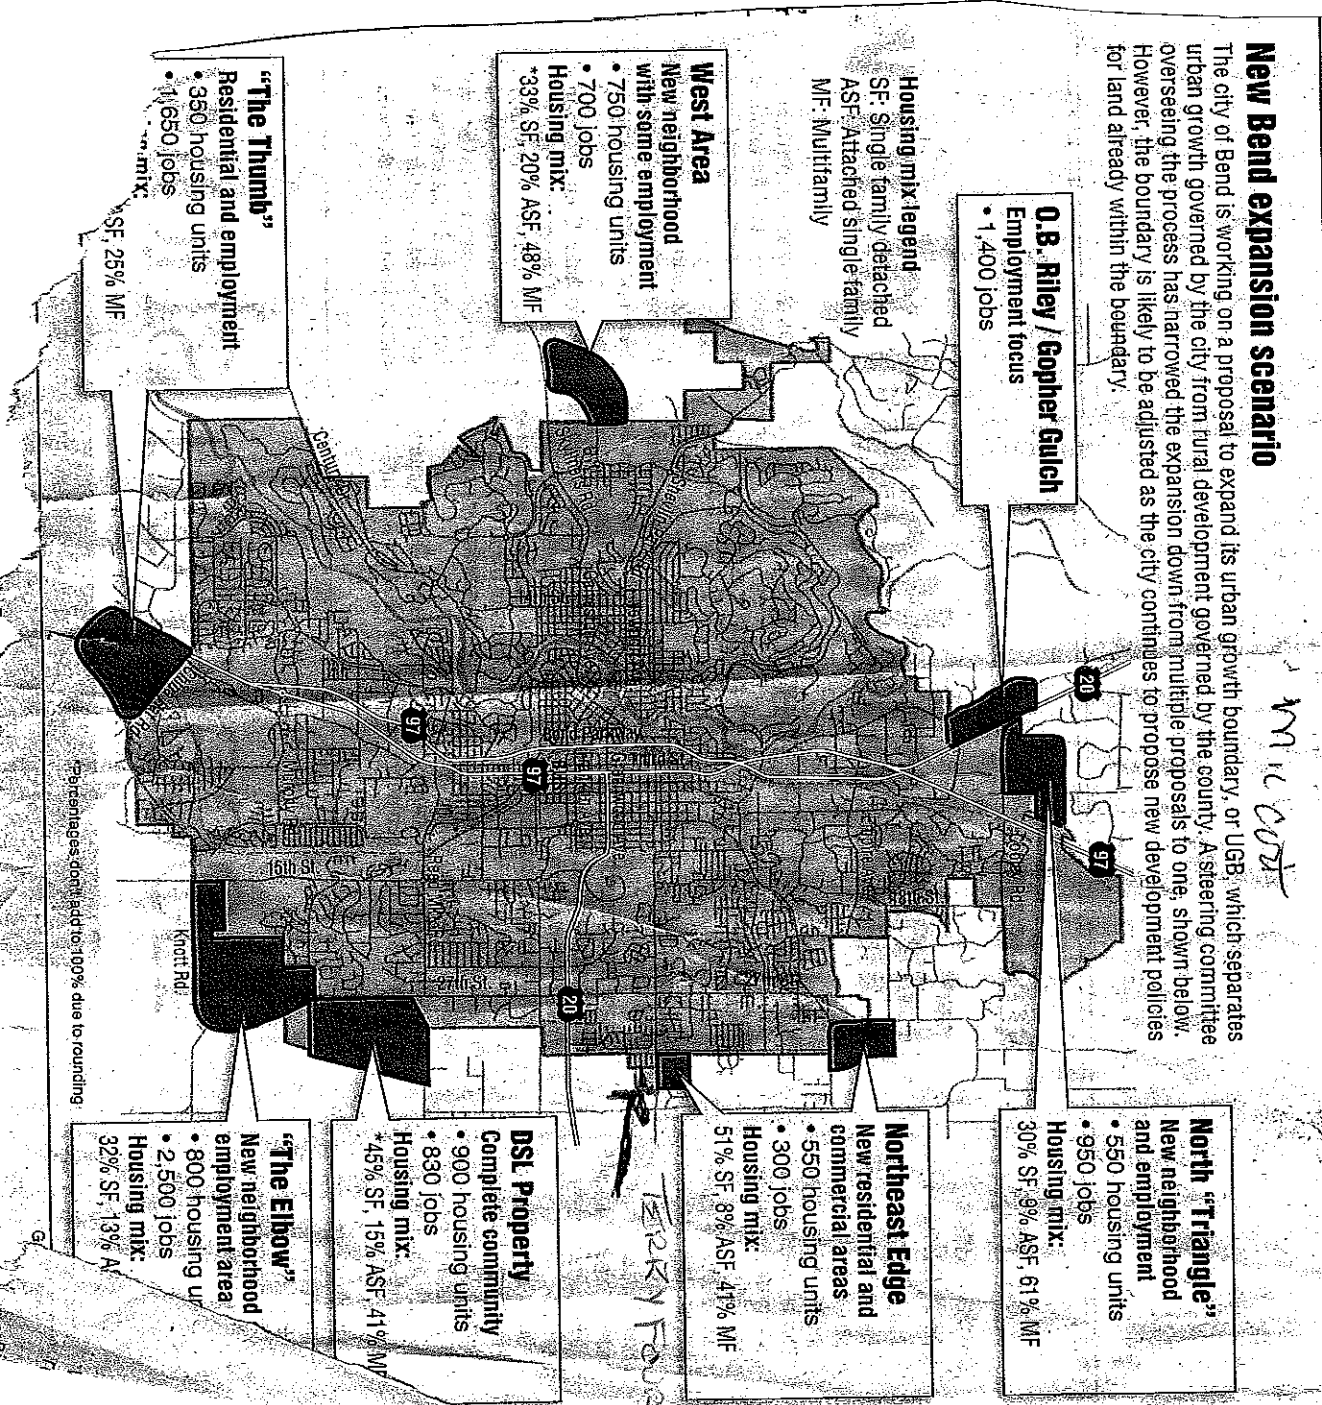 New Bend expansion scenario
The city of Bend is working on a proposal to expand its urban growth boundary, or UGB, which separates
urban growth governed by the city from rural development governed by the county. A steering committee
overseeing the process has narrowed the expansion down from multiple proposals to one, shown below.
However, the boundary is likely to be adjusted as the city continues to propose new development policies
for land already within the boundary.
O.B. Riley / Gopher Gulch
Employment focus
• 1,400 jobs
North "Triangle"
New neighborhood
and employment
• 550 housing units
• 950 jobs
Housing mix:
30% SF, 9% ASF, 61% MF
Housing mix legend
SF: Single family detached
ASF: Attached single family
MF: Multifamily
Northeast Edge
New residential and
commercial areas
• 550 housing units
• 300 jobs
Housing mix:
51% SF, 8% ASF, 41% MF
West Area
New neighborhood
with some employment
• 750 housing units
• 700 jobs
Housing mix:
*33% SF, 20% ASF, 48% MF
DSL Property
Complete community
• 900 housing units
• 830 jobs
Housing mix:
*45% SF, 15% ASF, 41% MF
"The Thumb"
Residential and employment
• 350 housing units
• 1,650 jobs
mix:
ASF, 25% MF
"The Elbow"
New neighborhood
employment area
• 800 housing
• 2,500 jobs
Housing mix:
32% SF, 13%
20
97
97
97
20
Bend Parkway
15th St.
27th St.
Knott Rd.
*Percentages don't add to 100% due to rounding